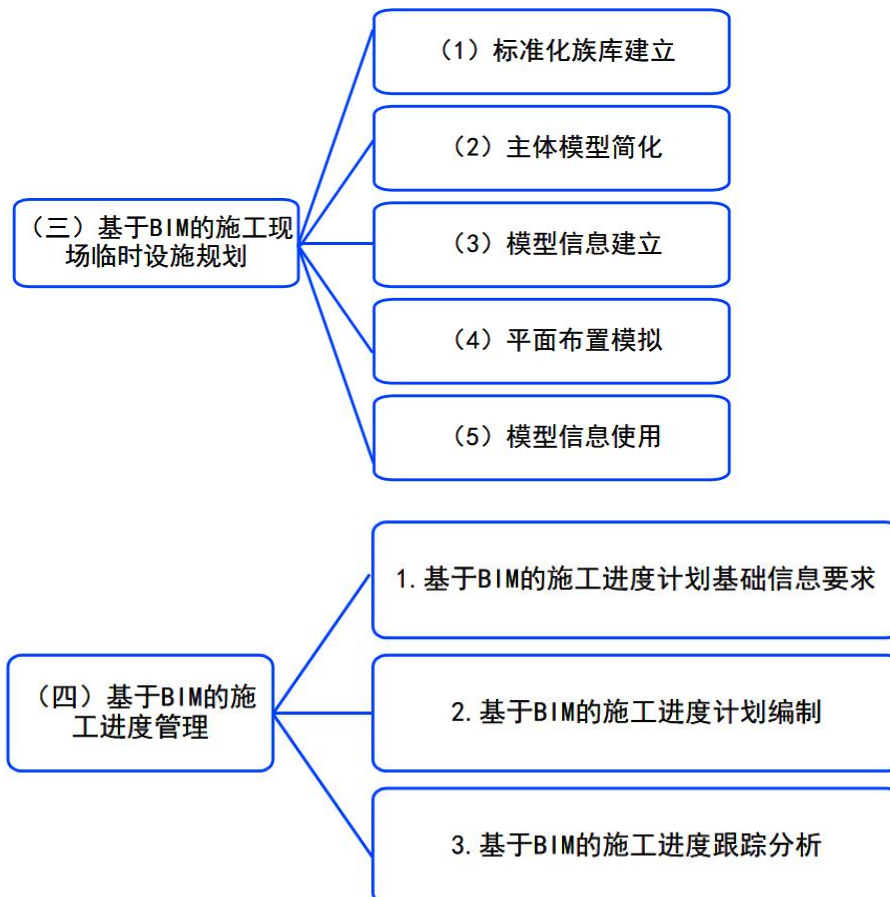 （三）基于BIM的施工现
场临时设施规划
（1）标准化族库建立
（2）主体模型简化
（3）模型信息建立
（4）平面布置模拟
（5）模型信息使用
（四）基于BIM的施
工进度管理
1.基于BIM的施工进度计划基础信息要求
2.基于BIM的施工进度计划编制
3.基于BIM的施工进度跟踪分析